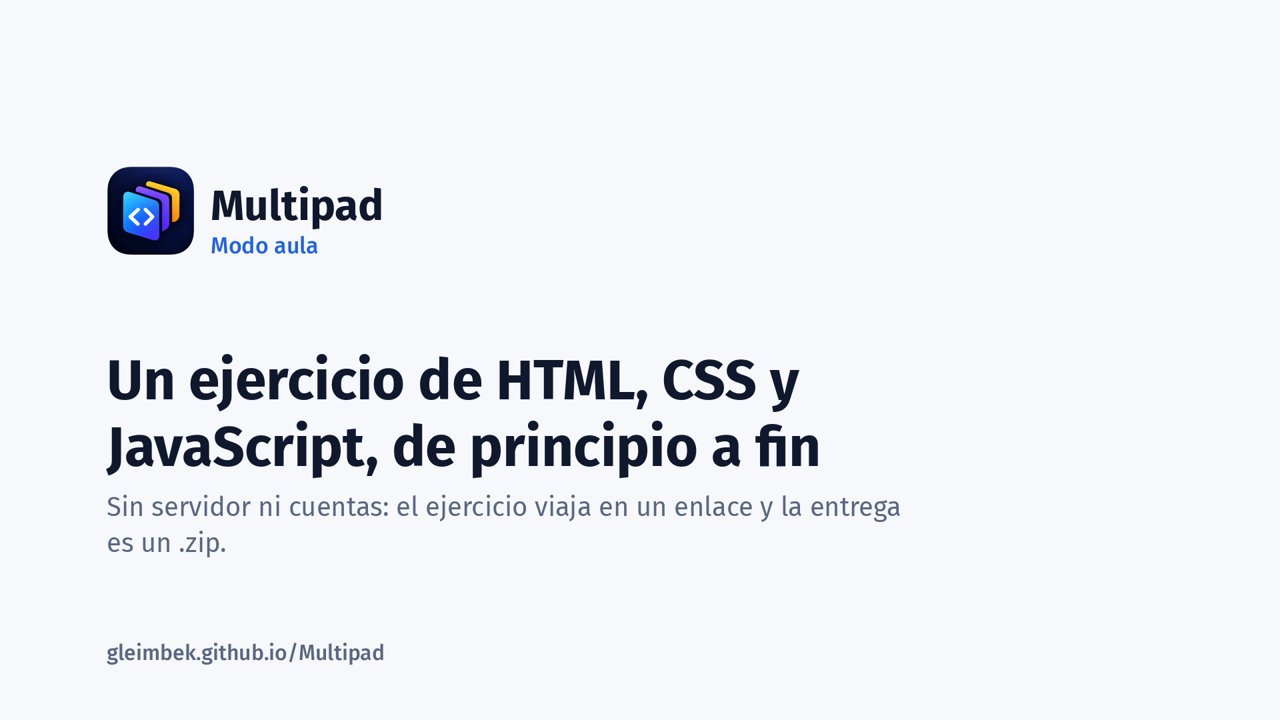 Multipad
Modo aula
Un ejercicio de HTML, CSS y
JavaScript, de principio a fin
Sin servidor ni cuentas: el ejercicio viaja en un enlace y la entrega
es un .zip.
gleimbek.github.io/Multipad